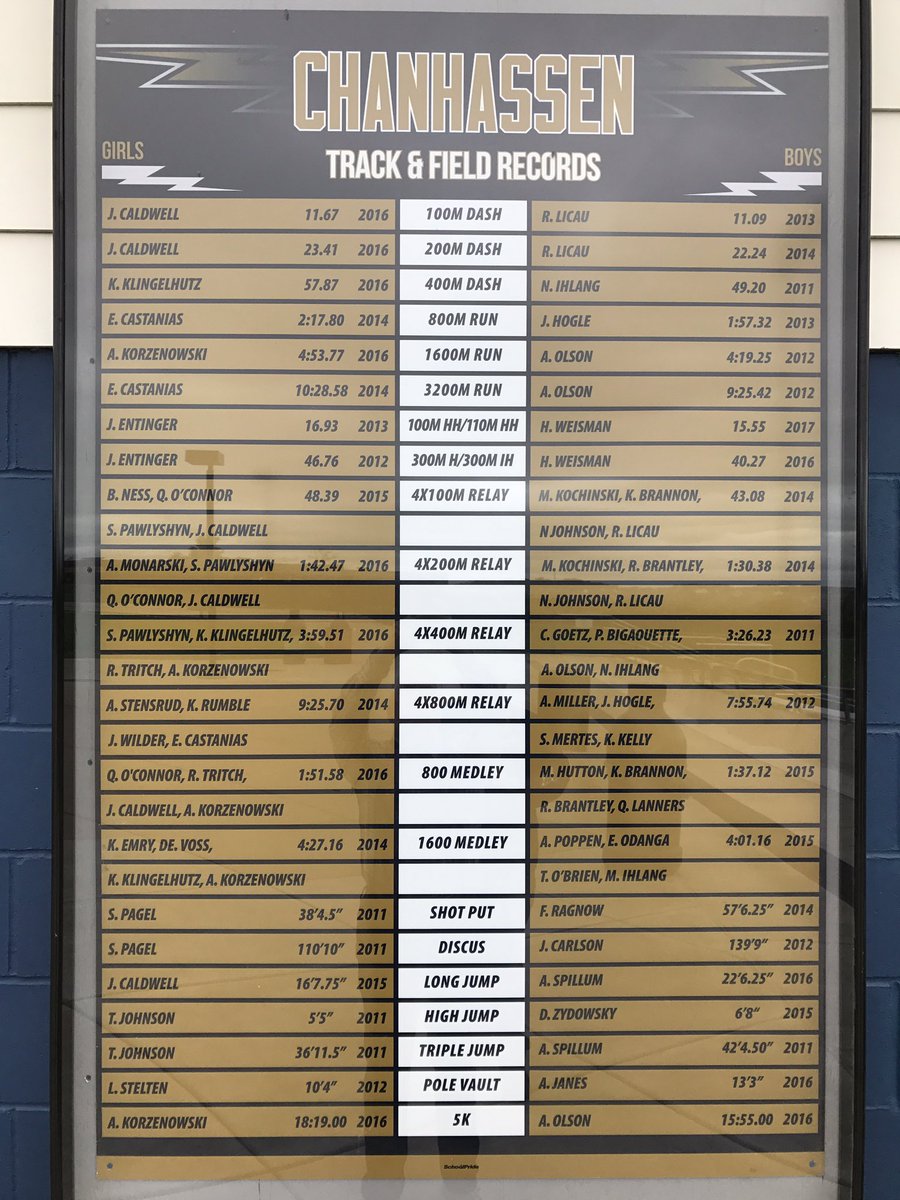 CHANHASSEN
GIRLS
TRACK & FIELD RECORDS
BOYS
J. CALDWELL 11.67 2016 100M DASH R. LICAU 11.09 2013
J. CALDWELL 23.41 2016 200M DASH R. LICAU 22.24 2014
K. KLINGELHUTZ 57.87 2016 400M DASH N. IHLANG 49.20 2011
E. CASTANIAS 2:17.80 2014 800M RUN J. HOGLE 1:57.32 2013
A. KORZENOWSKI 4:53.77 2016 1600M RUN A. OLSON 4:19.25 2012
E. CASTANIAS 10:28.58 2014 3200M RUN A. OLSON 9:25.42 2012
J. ENTINGER 16.93 2013 100M HH/110M HH H. WEISMAN 15.55 2017
J. ENTINGER 46.76 2012 300M H/300M IH H. WEISMAN 40.27 2016
B. NESS, Q. O'CONNOR 48.39 2015 4X100M RELAY M. KOCHINSKI, K. BRANNON, 43.08 2014
S. PAWLYSHYN, J. CALDWELL N JOHNSON, R. LICAU
A. MONARSKI, S. PAWLYSHYN 1:42.47 2016 4X200M RELAY M. KOCHINSKI, R. BRANTLEY, 1:30.38 2014
Q. O'CONNOR, J. CALDWELL N. JOHNSON, R. LICAU
S. PAWLYSHYN, K. KLINGELHUTZ, 3:59.51 2016 4X400M RELAY C. GOETZ, P. BIGAOUETTE, 3:26.23 2011
R. TRITCH, A. KORZENOWSKI A. OLSON, N. IHLANG
A. STENSRUD, K. RUMBLE 9:25.70 2014 4X800M RELAY A. MILLER, J. HOGLE, 7:55.74 2012
J. WILDER, E. CASTANIAS S. MERTES, K. KELLY
Q. O'CONNOR, R. TRITCH, 1:51.58 2016 800 MEDLEY M. HUTTON, K. BRANNON, 1:37.12 2015
J. CALDWELL, A. KORZENOWSKI R. BRANTLEY, Q. LANNERS
K. EMRY, DE. VOSS, 4:27.16 2014 1600 MEDLEY A. POPPEN, E. ODANGA 4:01.16 2015
K. KLINGELHUTZ, A. KORZENOWSKI T. O'BRIEN, M. IHLANG
S. PAGEL 38'4.5" 2011 SHOT PUT F. RAGNOW 57'6.25" 2014
S. PAGEL 110'10" 2011 DISCUS J. CARLSON 139'9" 2012
J. CALDWELL 16'7.75" 2015 LONG JUMP A. SPILLUM 22'6.25" 2016
T. JOHNSON 5'5" 2011 HIGH JUMP D. ZYDOWSKY 6'8" 2015
T. JOHNSON 36'11.5" 2011 TRIPLE JUMP A. SPILLUM 42'4.50" 2011
L. STELTEN 10'4" 2012 POLE VAULT A. JANES 13'3" 2016
A. KORZENOWSKI 18:19.00 2016 5K A. OLSON 15:55.00 2016
SchoolPride